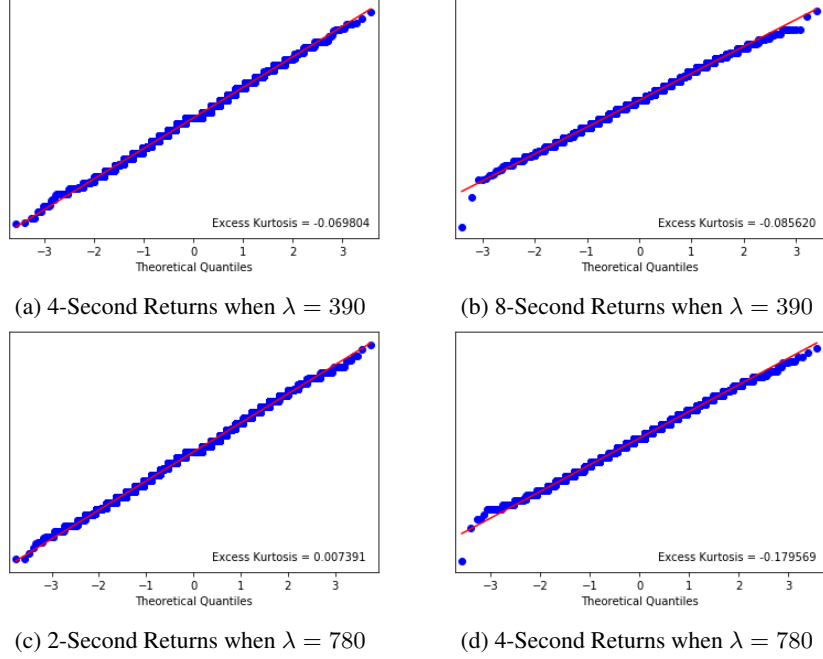 Excess Kurtosis = -0.069804
−3 −2 −1 0 1 2 3
Theoretical Quantiles
(a) 4-Second Returns when λ = 390
Excess Kurtosis = -0.085620
−3 −2 −1 0 1 2 3
Theoretical Quantiles
(b) 8-Second Returns when λ = 390
Excess Kurtosis = 0.007391
−3 −2 −1 0 1 2 3
Theoretical Quantiles
(c) 2-Second Returns when λ = 780
Excess Kurtosis = -0.179569
−3 −2 −1 0 1 2 3
Theoretical Quantiles
(d) 4-Second Returns when λ = 780